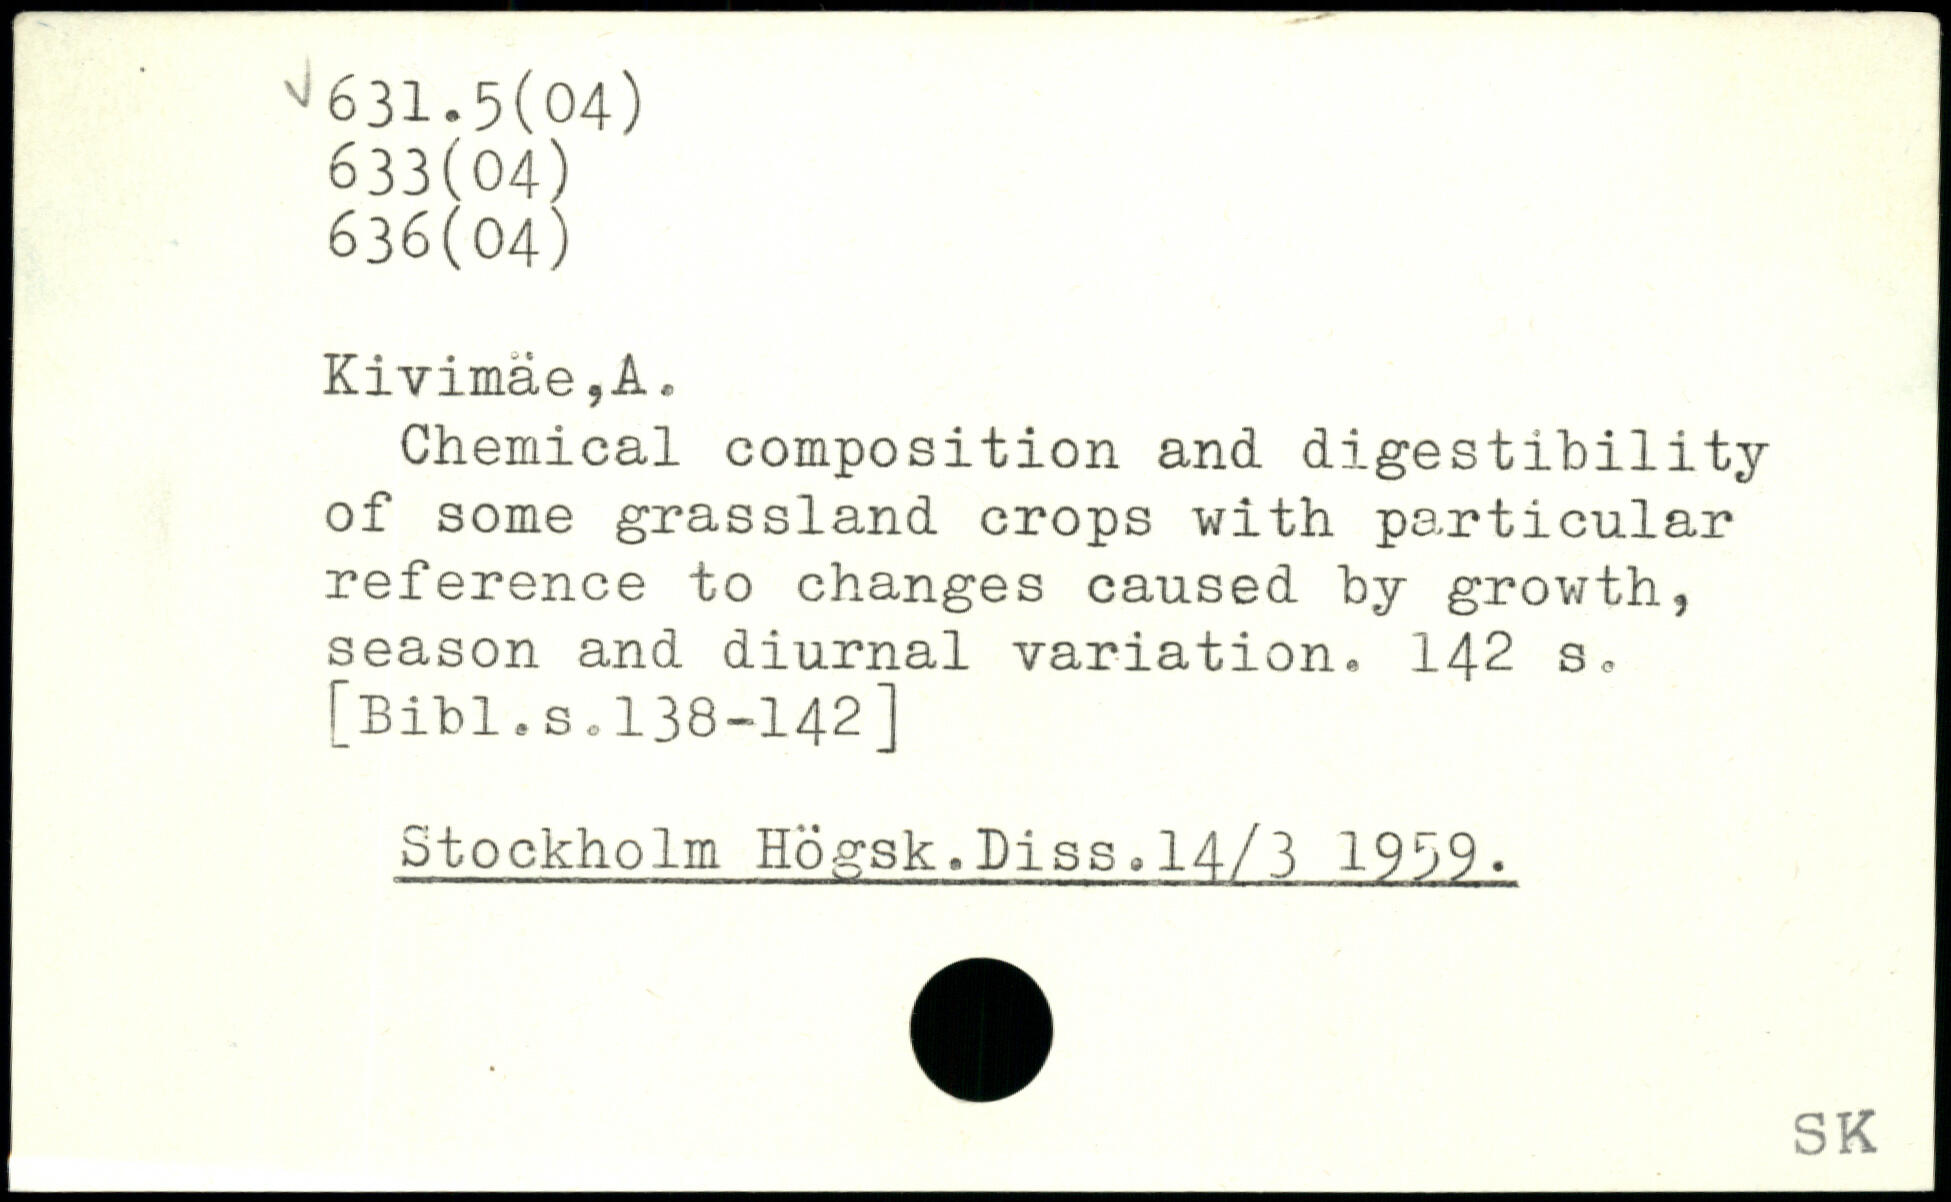 631.5(04)
633(04)
636(04)
Kivimäe,A.
Chemical composition and digestibility
of some grassland crops with particular
reference to changes caused by growth,
season and diurnal variation. 142 s.
[Bibl.s.138-142]
Stockholm Högsk.Diss.14/3 1959.
SK